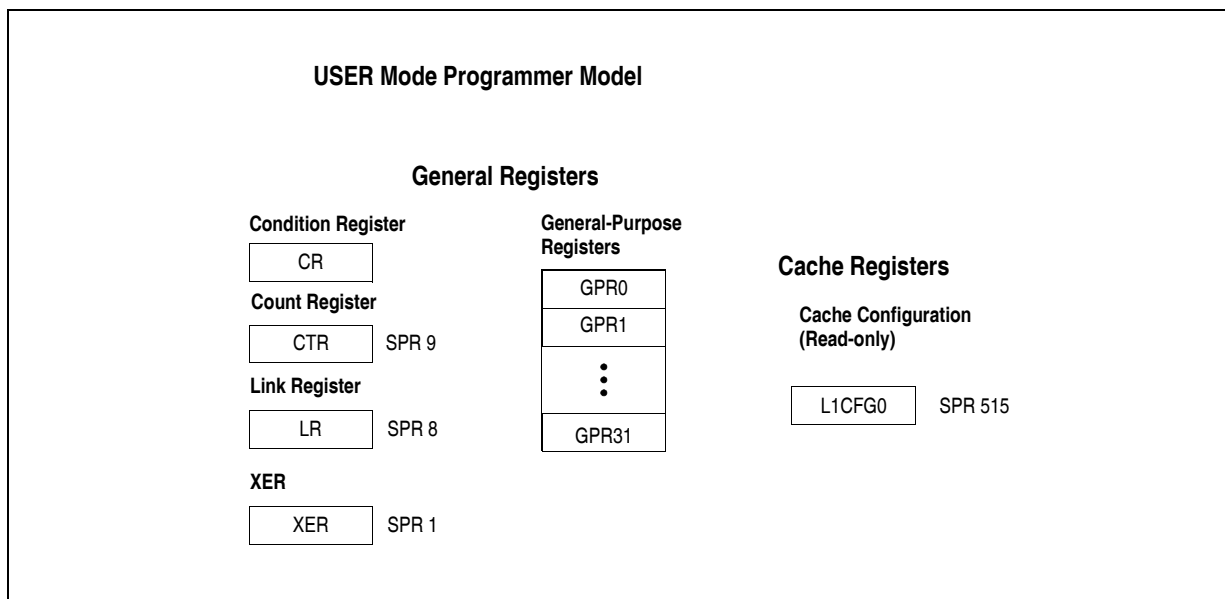 USER Mode Programmer Model
General Registers
Condition Register
CR
Count Register
CTR SPR 9
Link Register
LR SPR 8
XER
XER SPR 1
General-Purpose
Registers
GPR0
GPR1
GPR31
Cache Registers
Cache Configuration
(Read-only)
L1CFG0 SPR 515